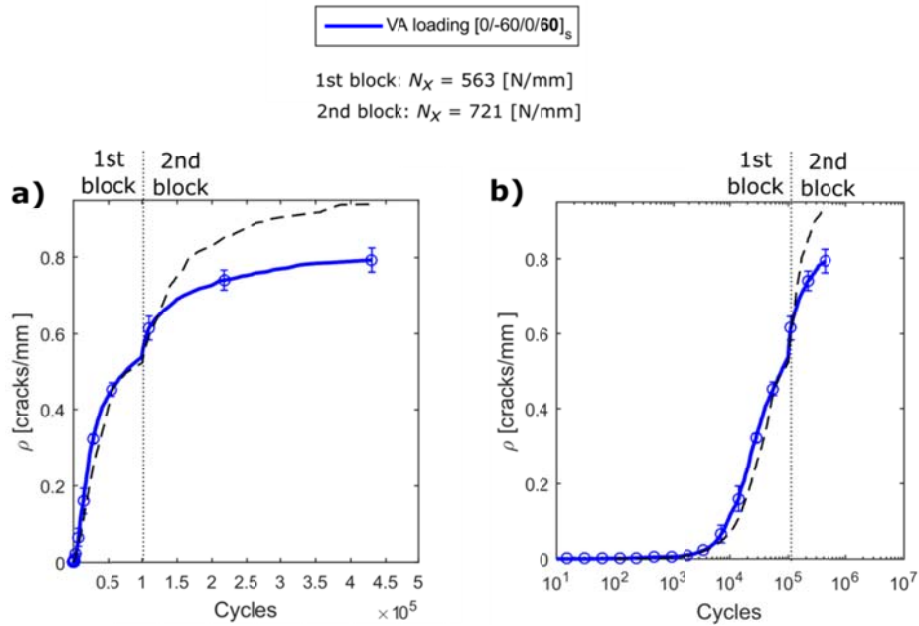 VA loading [0/-60/0/60]s
1st block: Nx = 563 [N/mm]
2nd block: Nx = 721 [N/mm]
a)
1st block
2nd block
ρ [cracks/mm]
0.8
0.6
0.4
0.2
0
0.5 1 1.5 2 2.5 3 3.5 4 4.5 5
Cycles
× 10^5
b)
1st block
2nd block
ρ [cracks/mm]
0.8
0.6
0.4
0.2
0
10^1 10^2 10^3 10^4 10^5 10^6 10^7
Cycles